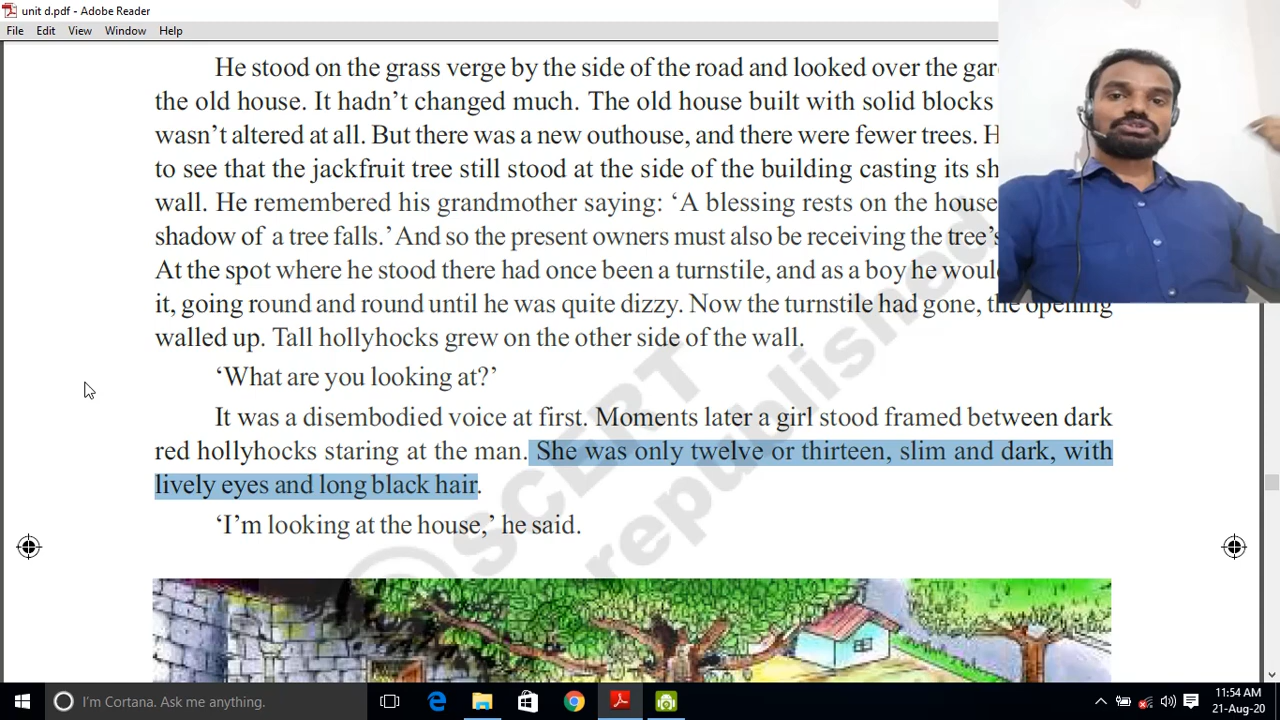 unit d.pdf - Adobe Reader
File Edit View Window Help
He stood on the grass verge by the side of the road and looked over the
the old house. It hadn't changed much. The old house built with solid blocks
wasn't altered at all. But there was a new outhouse, and there were fewer trees.
to see that the jackfruit tree still stood at the side of the building casting its
wall. He remembered his grandmother saying: 'A blessing rests on the house
shadow of a tree falls.' And so the present owners must also be receiving the tree's
At the spot where he stood there had once been a turnstile, and as a boy he
it, going round and round until he was quite dizzy. Now the turnstile had gone, the opening
walled up. Tall hollyhocks grew on the other side of the wall.
'What are you looking at?'
It was a disembodied voice at first. Moments later a girl stood framed between dark
red hollyhocks staring at the man. She was only twelve or thirteen, slim and dark, with
lively eyes and long black hair.
'I'm looking at the house,' he said.
©SCERT
republished
I'm Cortana. Ask me anything.
11:54 AM
21-Aug-20